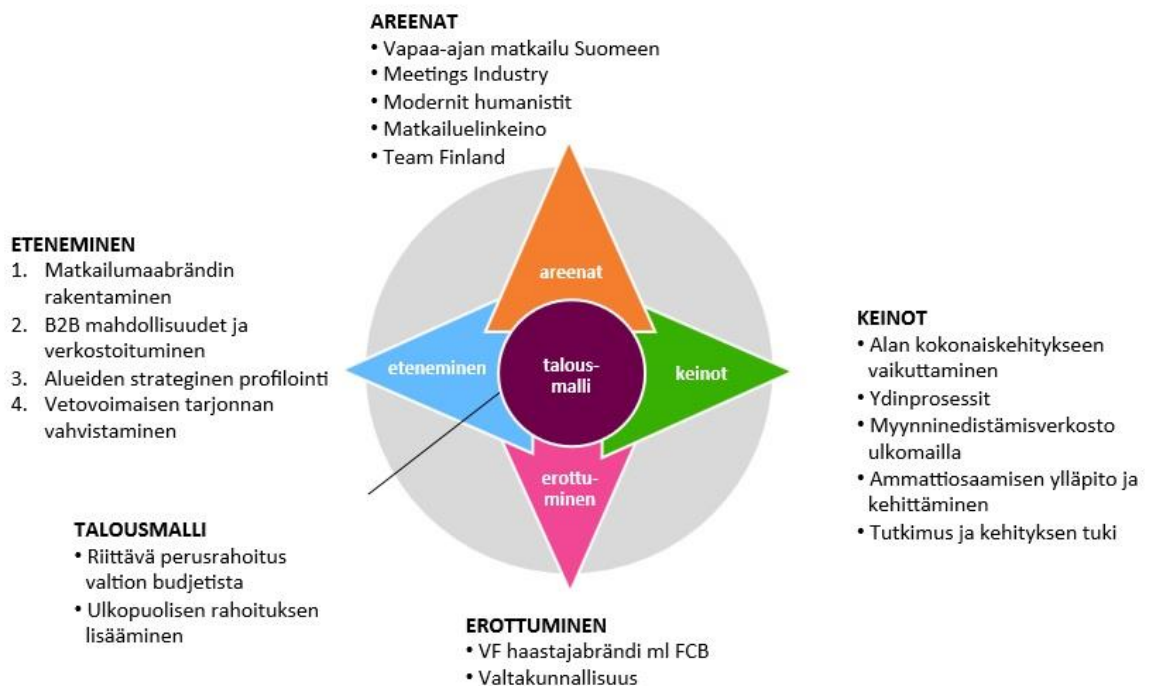 AREENAT
• Vapaa-ajan matkailu Suomeen
• Meetings Industry
• Modernit humanistit
• Matkailuelinkeino
• Team Finland
ETENEMINEN
1. Matkailumaabrändin
rakentaminen
2. B2B mahdollisuudet ja
verkostoituminen
3. Alueiden strateginen profilointi
4. Vetovoimaisen tarjonnan
vahvistaminen
areenat
eteneminen
talous-
malli
keinot
erottu-
minen
KEINOT
• Alan kokonaiskehitykseen
vaikuttaminen
• Ydinprosessit
• Myynninedistämisverkosto
ulkomailla
• Ammattiosaamisen ylläpito ja
kehittäminen
• Tutkimus ja kehityksen tuki
TALOUSMALLI
• Riittävä perusrahoitus
valtion budjetista
• Ulkopuolisen rahoituksen
lisääminen
EROTTUMINEN
• VF haastajabrändi ml FCB
• Valtakunnallisuus